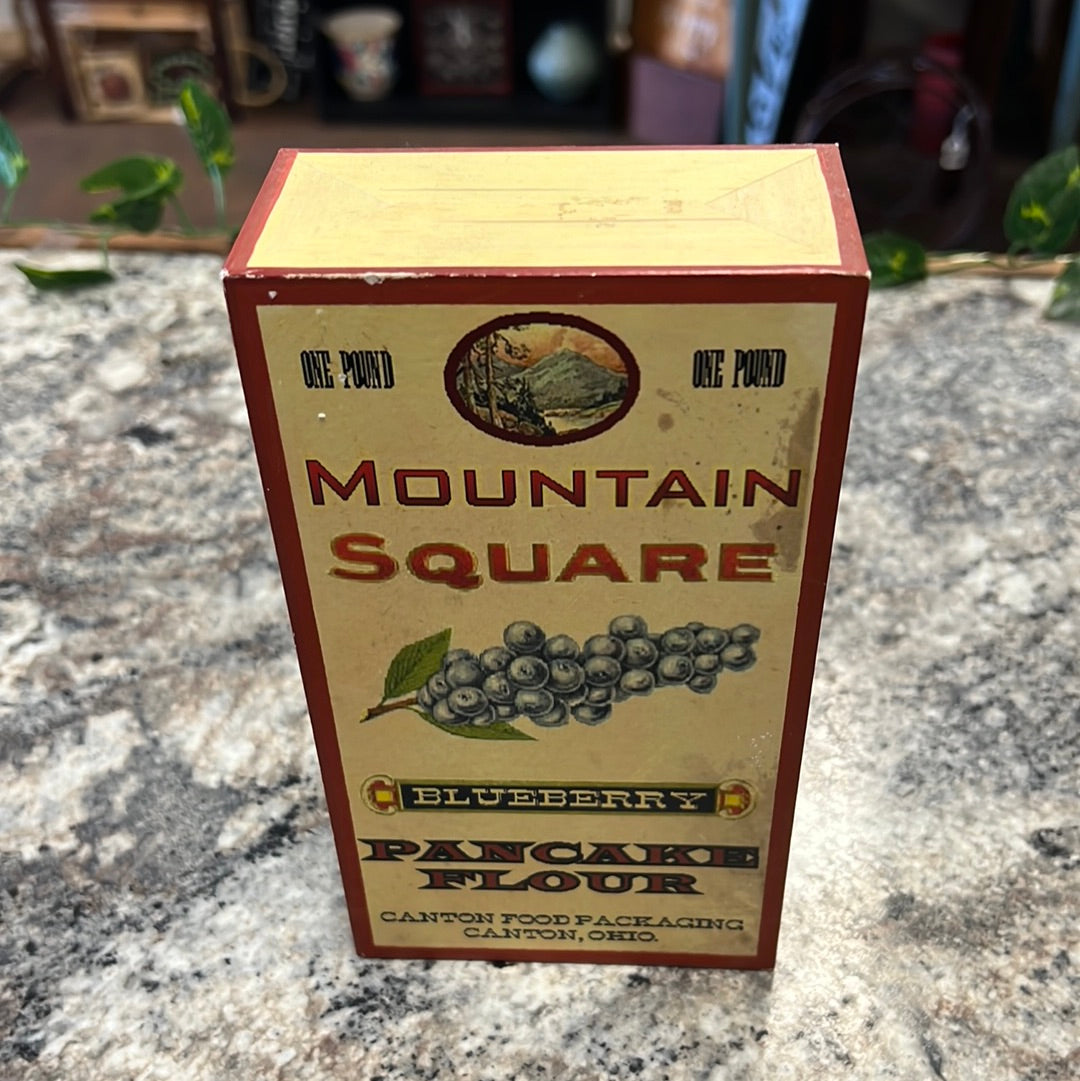 ONE POUND ONE POUND
MOUNTAIN
SQUARE
BLUEBERRY
PANCAKE
FLOUR
CANTON FOOD PACKAGING
CANTON, OHIO.